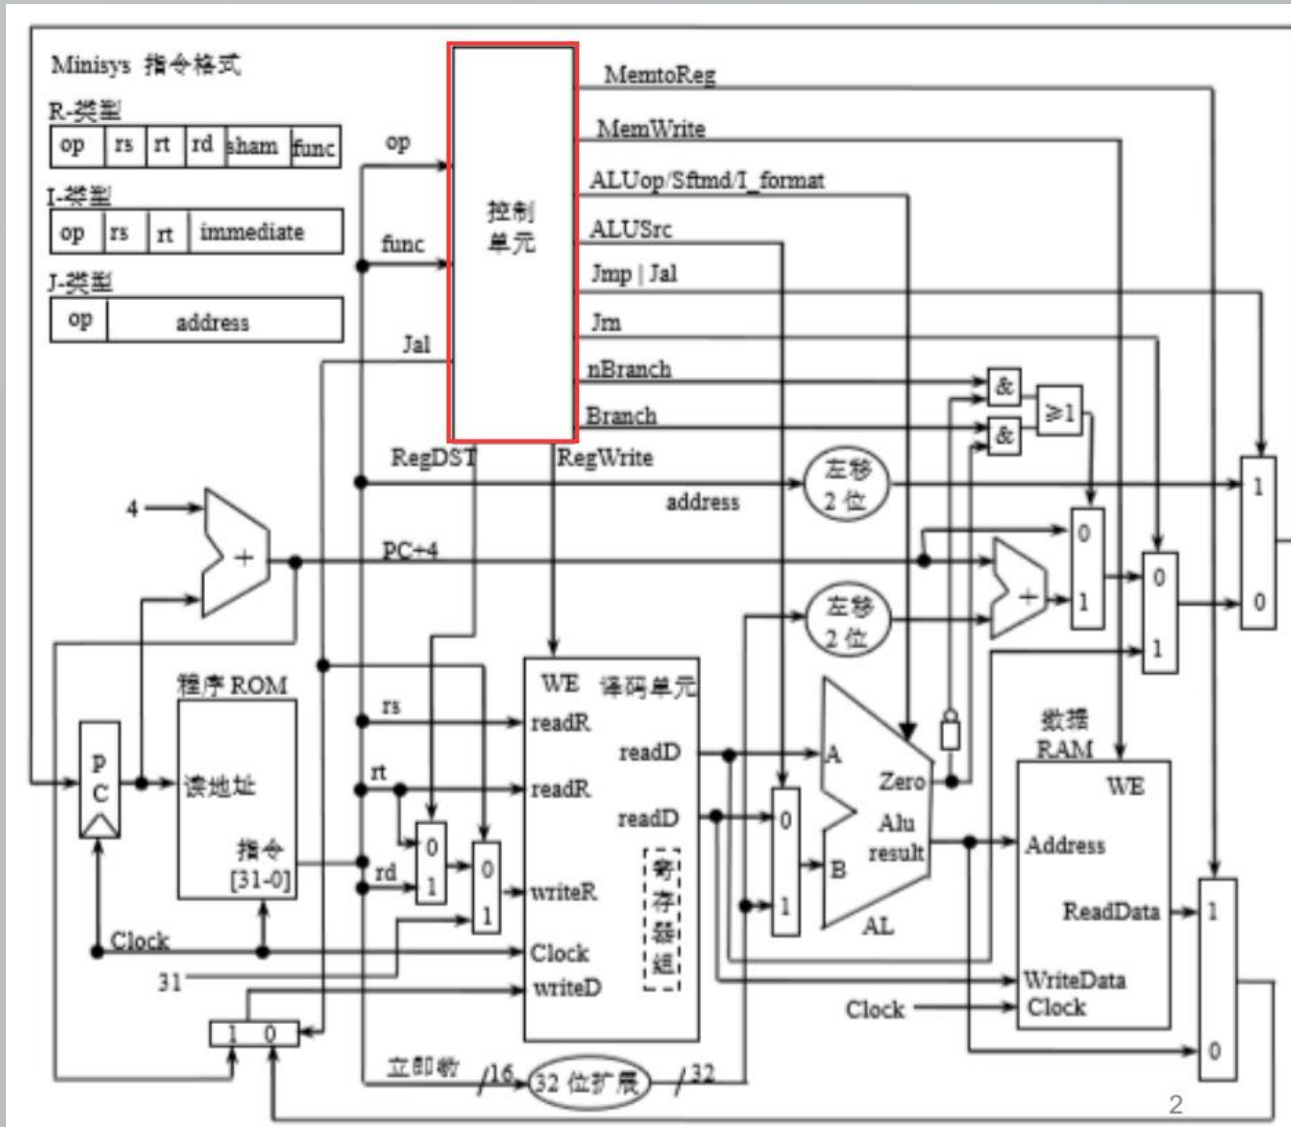 Minisys 指令格式
R-类型
op rs rt rd sham func
I-类型
op rs rt immediate
J-类型
op address
op
func
Jal
控制
单元
MemtoReg
MemWrite
ALUop/Sftmd/I_format
ALUSrc
Jmp | Jal
Jrn
nBranch
Branch
RegDST
RegWrite
&
&
≥1
address
左移
2 位
1
0
4
+
PC+4
0
1
+
0
1
左移
2 位
程序 ROM
读地址
指令
[31-0]
P
C
rs
rt
rd
0
1
0
1
WE 译码单元
readR
readD
readR
readD
writeR
Clock
writeD
寄
存
器
组
Clock
31
1 0
立即数
/16
32 位扩展
/32
0
1
A
B
Zero
Alu
result
AL
数据
RAM
WE
Address
ReadData
WriteData
Clock
Clock
1
0
2